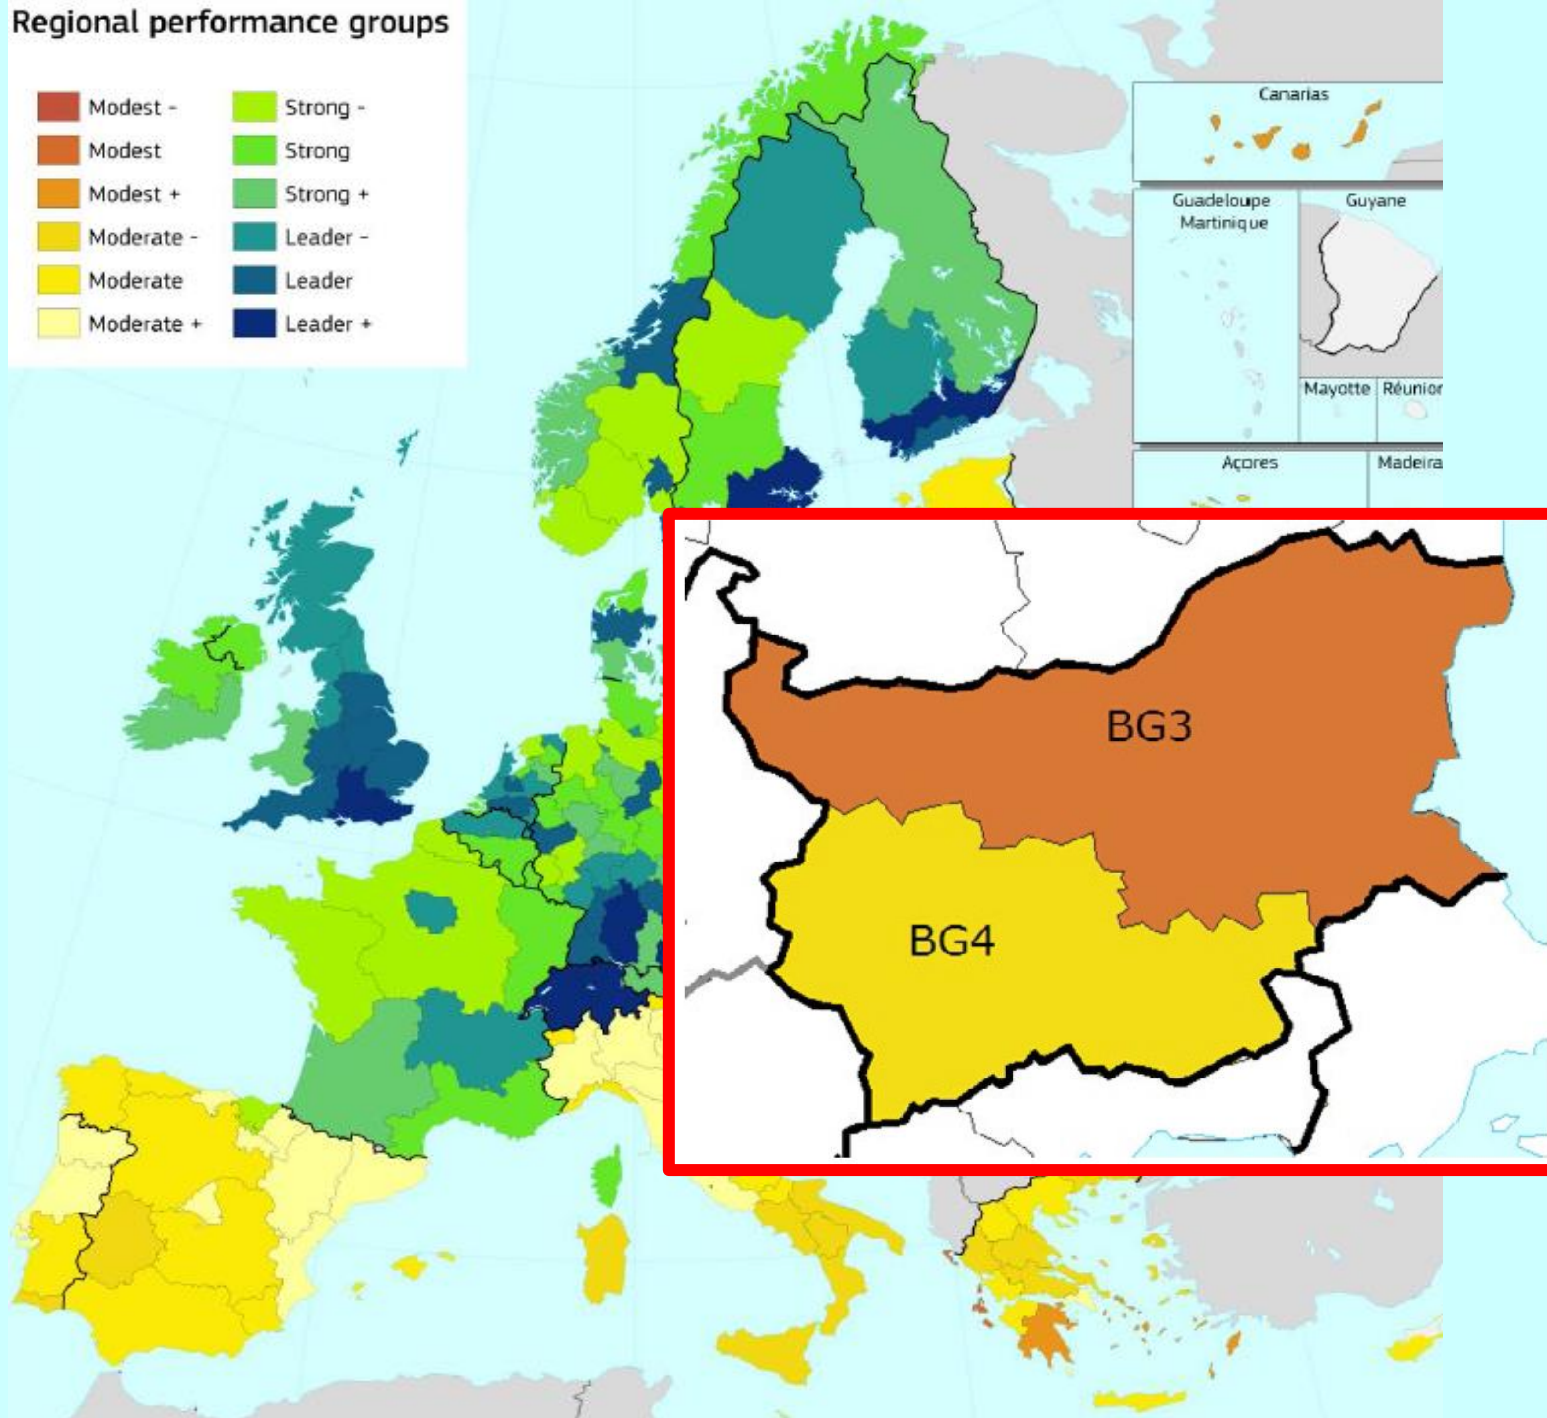 Regional performance groups
Modest -
Modest
Modest +
Moderate -
Moderate
Moderate +
Strong -
Strong
Strong +
Leader -
Leader
Leader +
Canarias
Guadeloupe
Martinique
Guyane
Mayotte
Réunion
Açores
Madeira
BG3
BG4